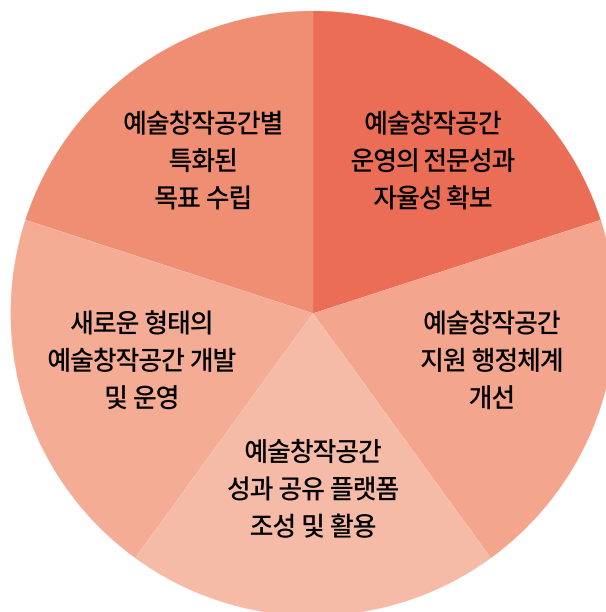 예술창작공간별
특화된
목표 수립
예술창작공간
운영의 전문성과
자율성 확보
새로운 형태의
예술창작공간 개발
및 운영
예술창작공간
지원 행정체계
개선
예술창작공간
성과 공유 플랫폼
조성 및 활용